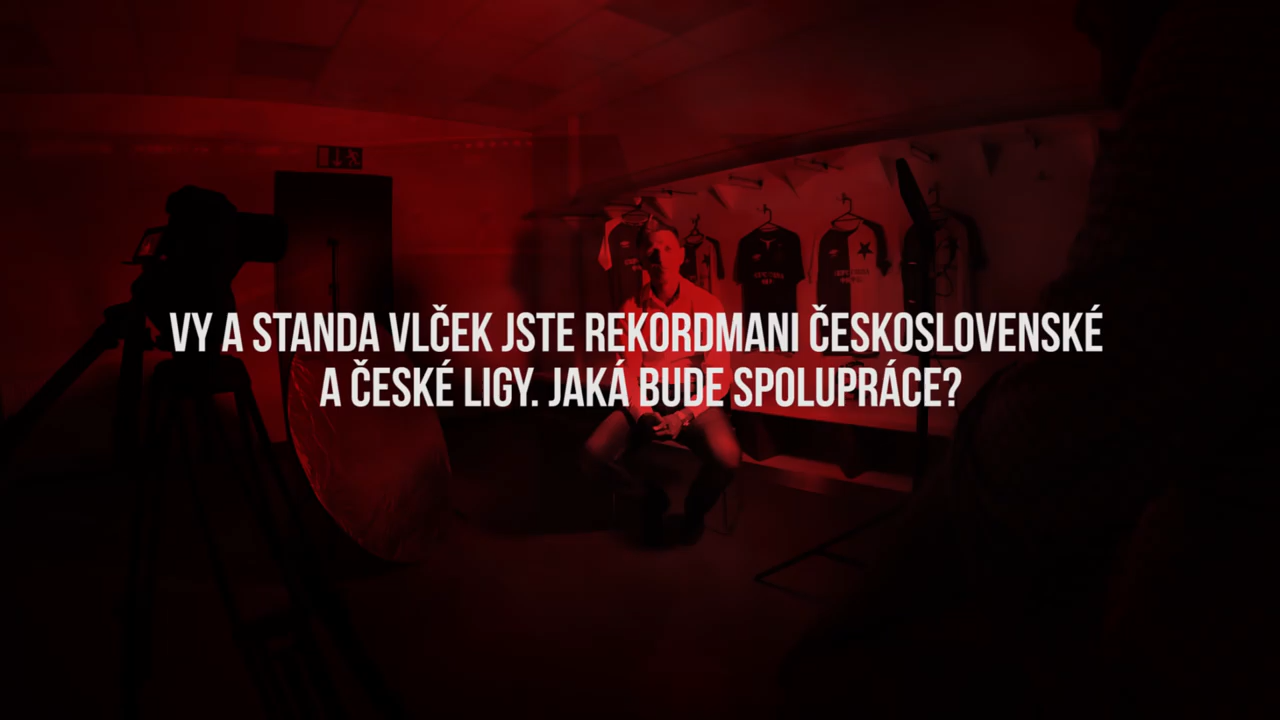 VY A STANDA VLČEK JSTE REKORDMANI ČESKOSLOVENSKÉ
A ČESKÉ LIGY. JAKÁ BUDE SPOLUPRÁCE?